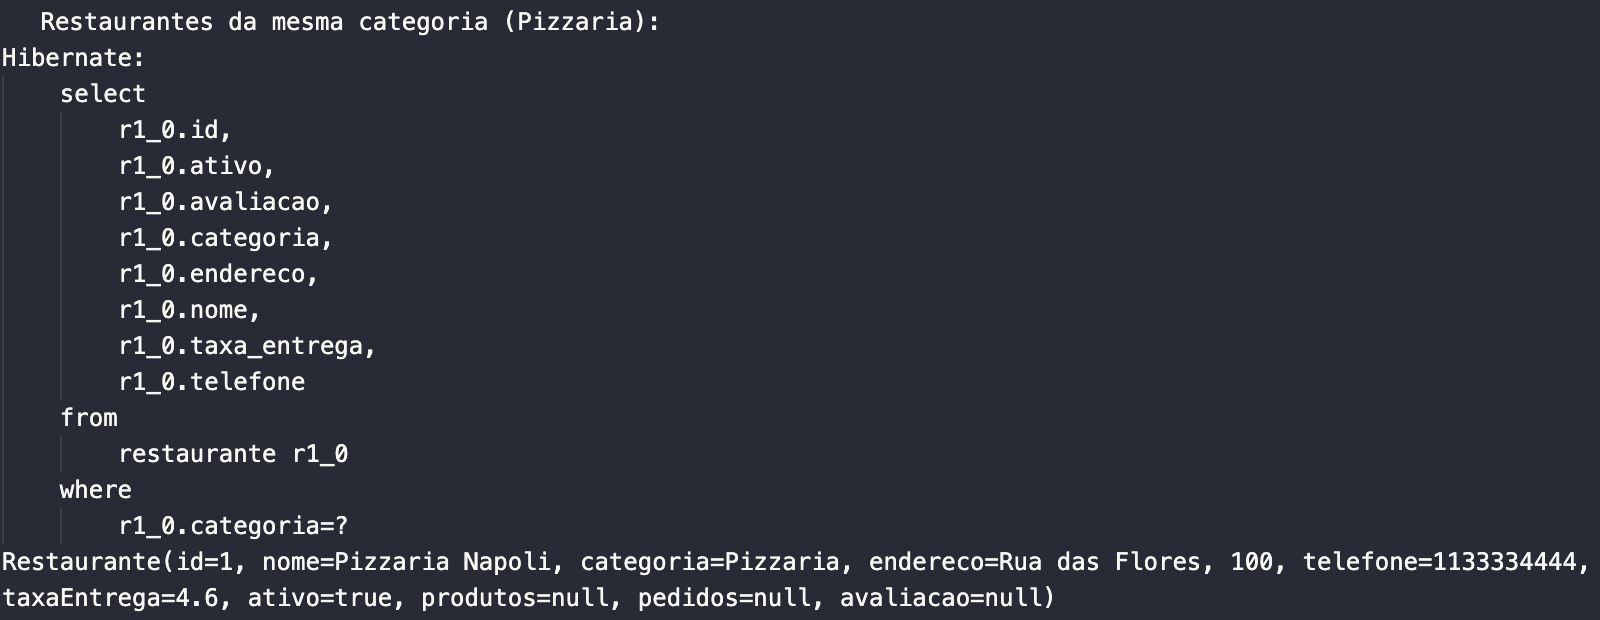 Restaurantes da mesma categoria (Pizzaria):
Hibernate:
select
r1_0.id,
r1_0.ativo,
r1_0.avaliacao,
r1_0.categoria,
r1_0.endereco,
r1_0.nome,
r1_0.taxa_entrega,
r1_0.telefone
from
restaurante r1_0
where
r1_0.categoria=?
Restaurante(id=1, nome=Pizzaria Napoli, categoria=Pizzaria, endereco=Rua das Flores, 100, telefone=1133334444,
taxaEntrega=4.6, ativo=true, produtos=null, pedidos=null, avaliacao=null)